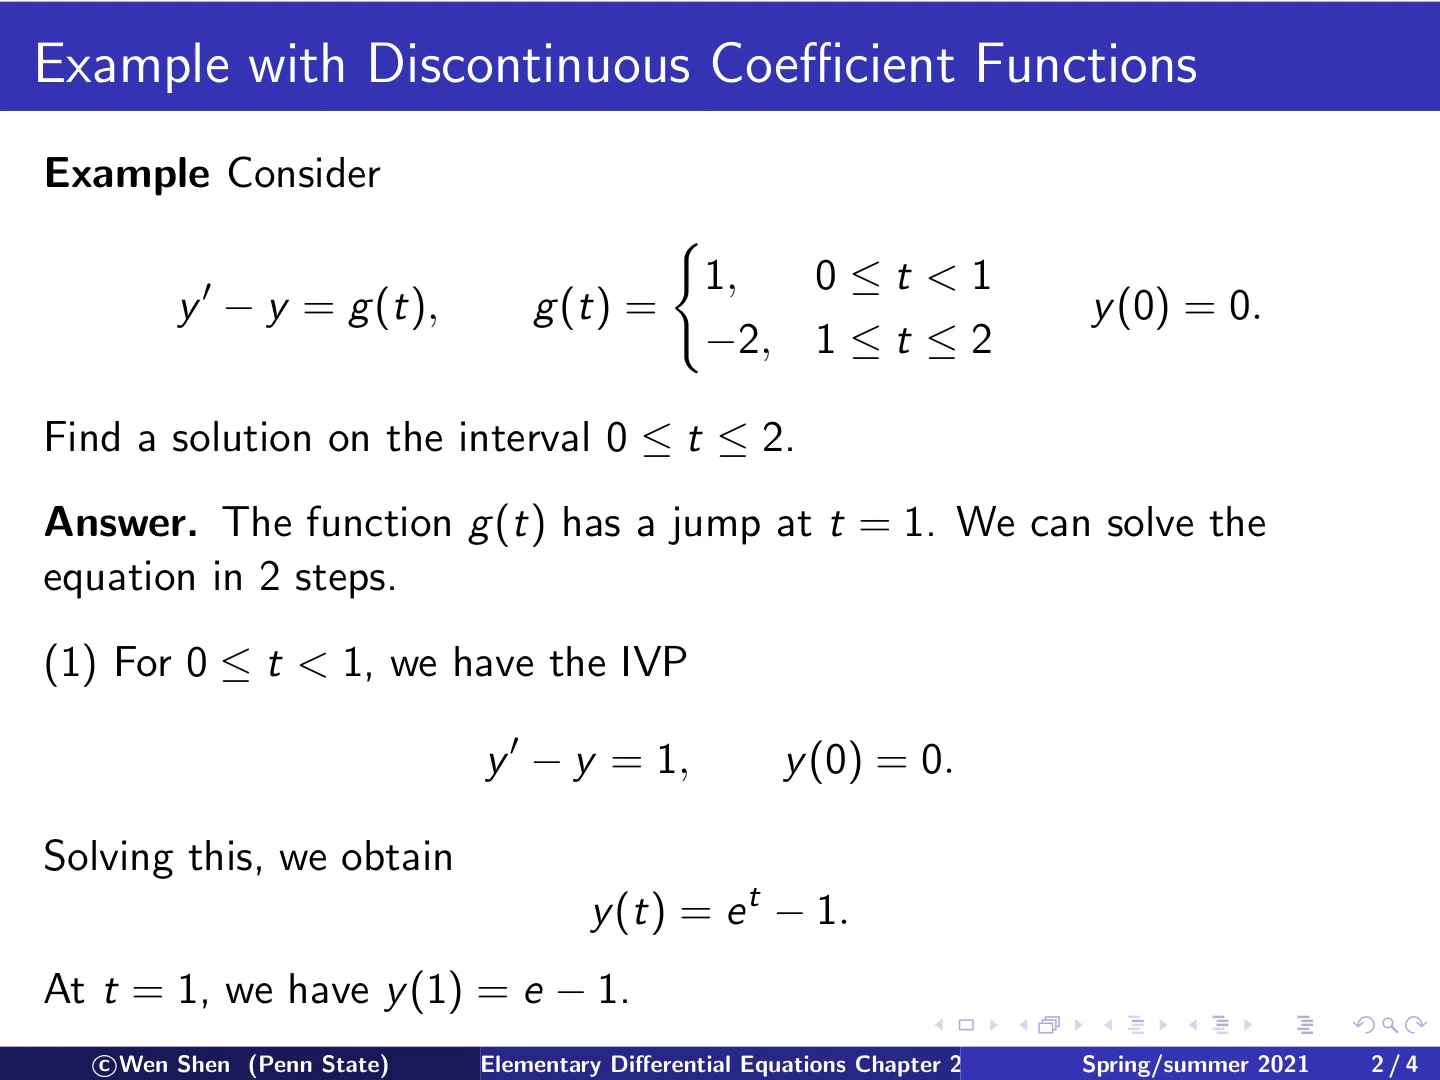 Example with Discontinuous Coefficient Functions
Example Consider
y′ − y = g(t), g(t) = { 1, 0 ≤ t < 1
−2, 1 ≤ t ≤ 2
y(0) = 0.
Find a solution on the interval 0 ≤ t ≤ 2.
Answer. The function g(t) has a jump at t = 1. We can solve the
equation in 2 steps.
(1) For 0 ≤ t < 1, we have the IVP
y′ − y = 1, y(0) = 0.
Solving this, we obtain
y(t) = eᵗ − 1.
At t = 1, we have y(1) = e − 1.
©Wen Shen (Penn State) Elementary Differential Equations Chapter 2 Spring/summer 2021 2 / 4